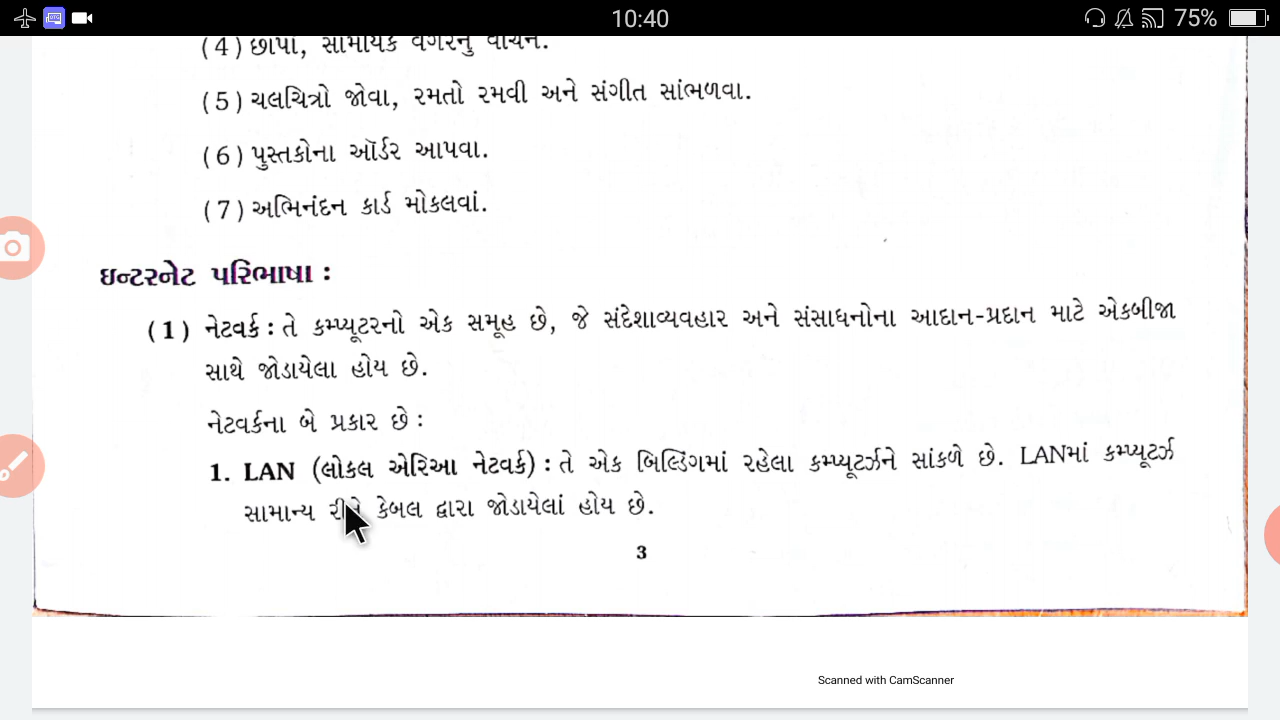 10:40
75%
(4) છાપાં, સામાયિક વગેરેનું વાચન.
(5) ચલચિત્રો જોવા, રમતો રમવી અને સંગીત સાંભળવા.
(6) પુસ્તકોના ઑર્ડર આપવા.
(7) અભિનંદન કાર્ડ મોકલવાં.
ઇન્ટરનેટ પરિભાષા :
(1) નેટવર્ક : તે કમ્પ્યૂટરનો એક સમૂહ છે, જે સંદેશાવ્યવહાર અને સંસાધનોના આદાન-પ્રદાન માટે એકબીજા
સાથે જોડાયેલા હોય છે.
નેટવર્કના બે પ્રકાર છે :
1. LAN (લોકલ એરિઆ નેટવર્ક) : તે એક બિલ્ડિંગમાં રહેલા કમ્પ્યૂટર્ઝને સાંકળે છે. LANમાં કમ્પ્યૂટર્ઝ
સામાન્ય રીતે કેબલ દ્વારા જોડાયેલાં હોય છે.
3
Scanned with CamScanner